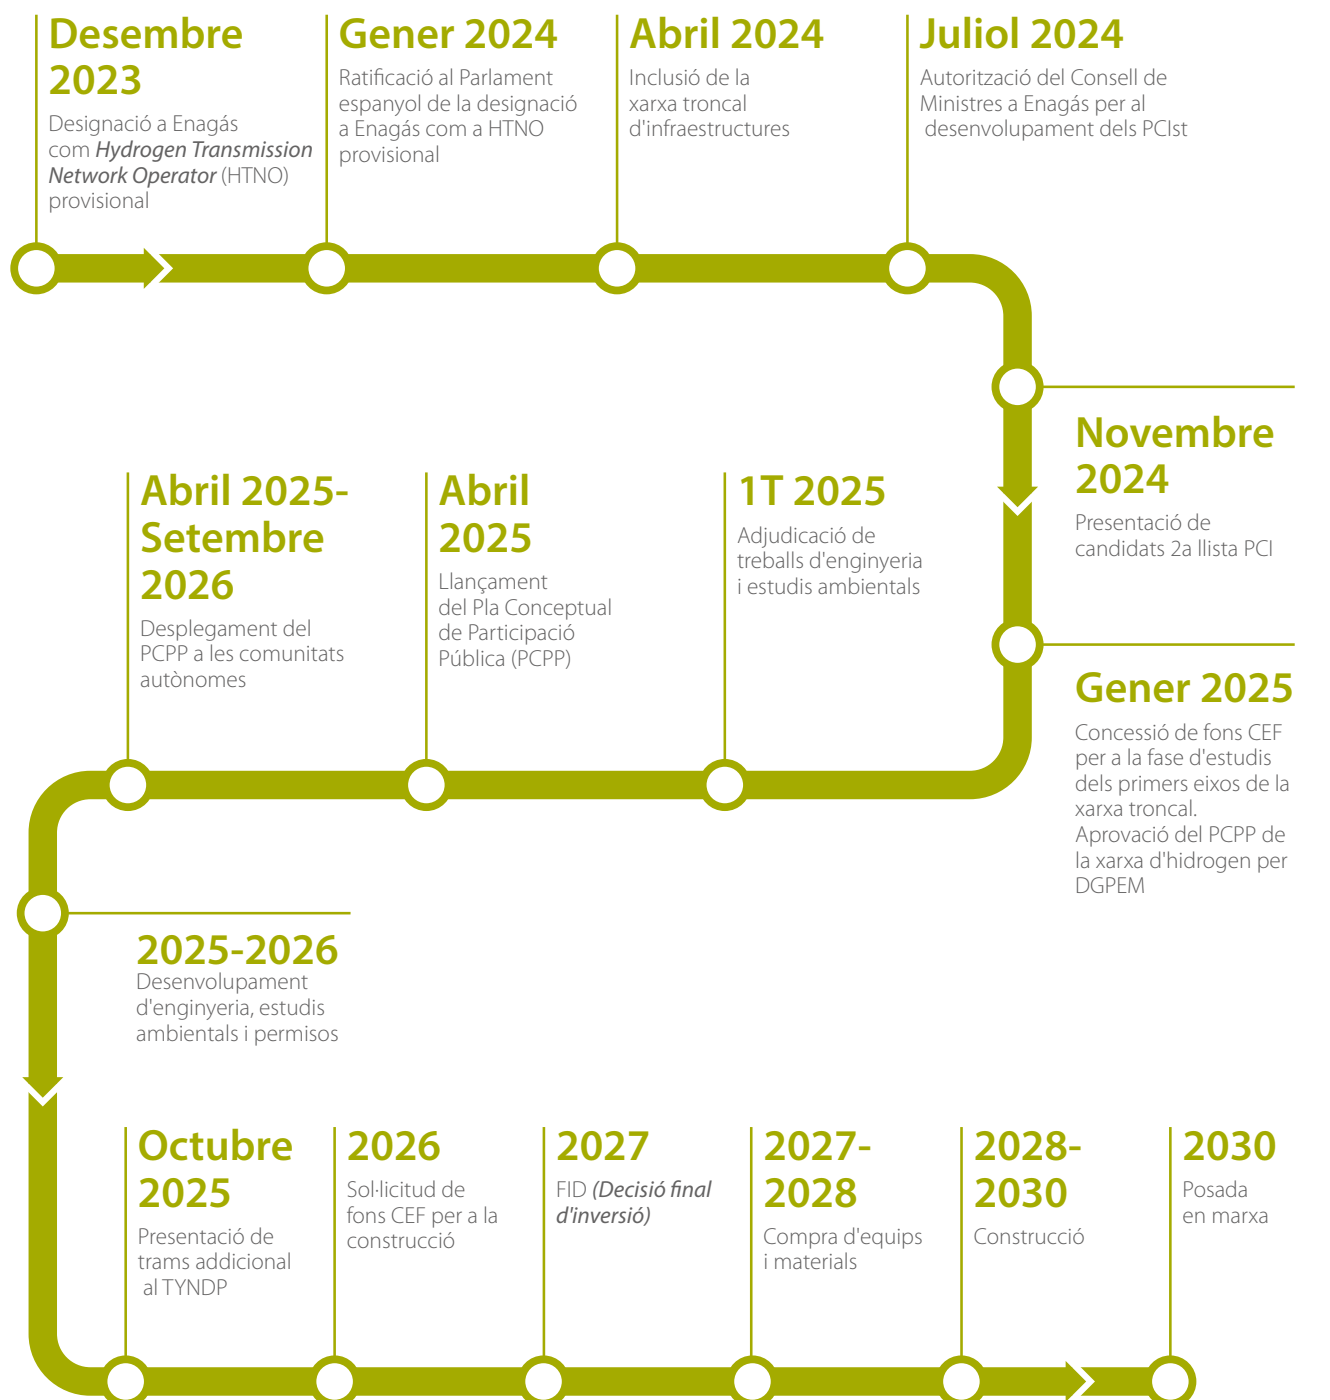 Desembre
2023
Designació a Enagás
com Hydrogen Transmission
Network Operator (HTNO)
provisional
Gener 2024
Ratificació al Parlament
espanyol de la designació
a Enagás com a HTNO
provisional
Abril 2024
Inclusió de la
xarxa troncal
d'infraestructures
Juliol 2024
Autorització del Consell de
Ministres a Enagás per al
desenvolupament dels PCIst
Novembre
2024
Presentació de
candidats 2a llista PCI
Gener 2025
Concessió de fons CEF
per a la fase d'estudis
dels primers eixos de la
xarxa troncal.
Aprovació del PCPP de
la xarxa d'hidrogen per
DGPEM
1T 2025
Adjudicació de
treballs d'enginyeria
i estudis ambientals
Abril
2025
Llançament
del Pla Conceptual
de Participació
Pública (PCPP)
Abril 2025-
Setembre
2026
Desplegament del
PCPP a les comunitats
autònomes
2025-2026
Desenvolupament
d'enginyeria, estudis
ambientals i permisos
Octubre
2025
Presentació de
trams addicional
al TYNDP
2026
Sol·licitud de
fons CEF per a la
construcció
2027
FID (Decisió final
d'inversió)
2027-
2028
Compra d'equips
i materials
2028-
2030
Construcció
2030
Posada
en marxa